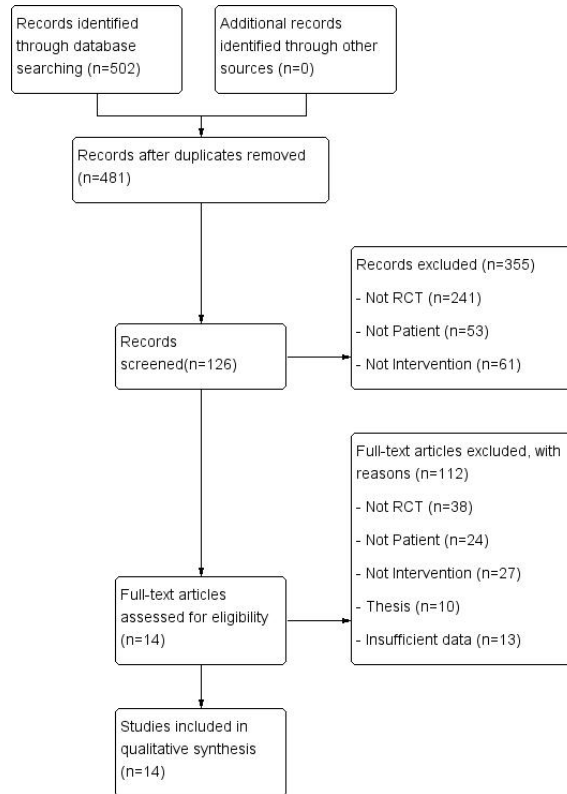 Records identified
through database
searching (n=502)
Additional records
identified through other
sources (n=0)
Records after duplicates removed
(n=481)
Records excluded (n=355)
- Not RCT (n=241)
- Not Patient (n=53)
- Not Intervention (n=61)
Records
screened(n=126)
Full-text articles excluded, with
reasons (n=112)
- Not RCT (n=38)
- Not Patient (n=24)
- Not Intervention (n=27)
- Thesis (n=10)
- Insufficient data (n=13)
Full-text articles
assessed for eligibility
(n=14)
Studies included in
qualitative synthesis
(n=14)